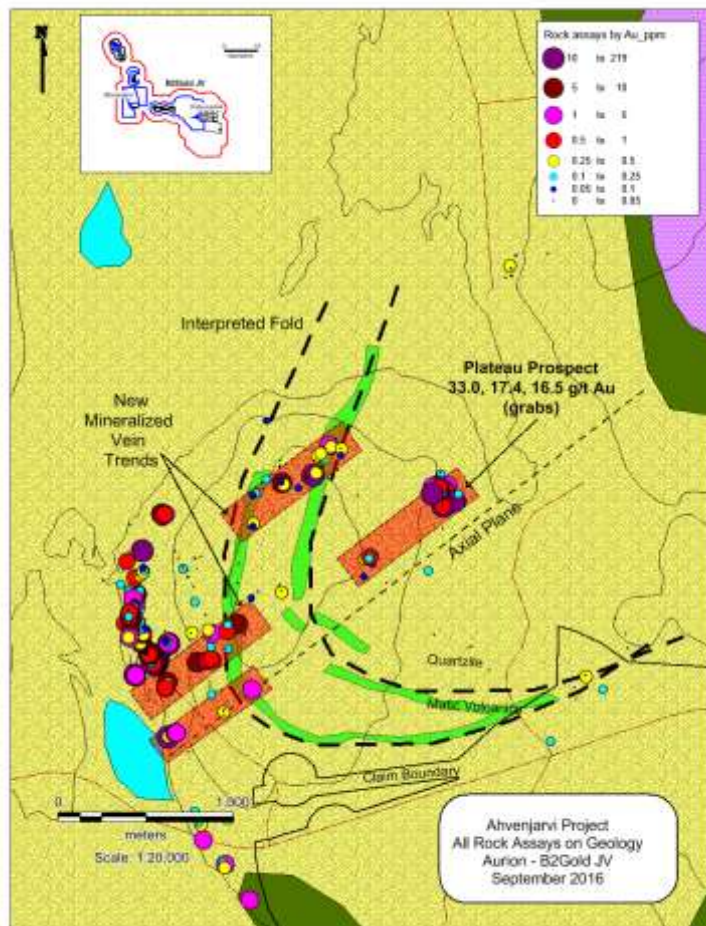 N
B2Gold JV
Rock assays by Au_ppm
10 to 219
5 to 10
1 to 5
0.5 to 1
0.25 to 0.5
0.1 to 0.25
0.05 to 0.1
0 to 0.05
Interpreted Fold
Plateau Prospect
33.0, 17.4, 16.5 g/t Au
(grabs)
New
Mineralized
Vein
Trends
Axial Plane
Quartzite
Mafic Volcanic
Claim Boundary
0 1,000
meters
Scale: 1:20,000
Ahvenjarvi Project
All Rock Assays on Geology
Aurion - B2Gold JV
September 2016